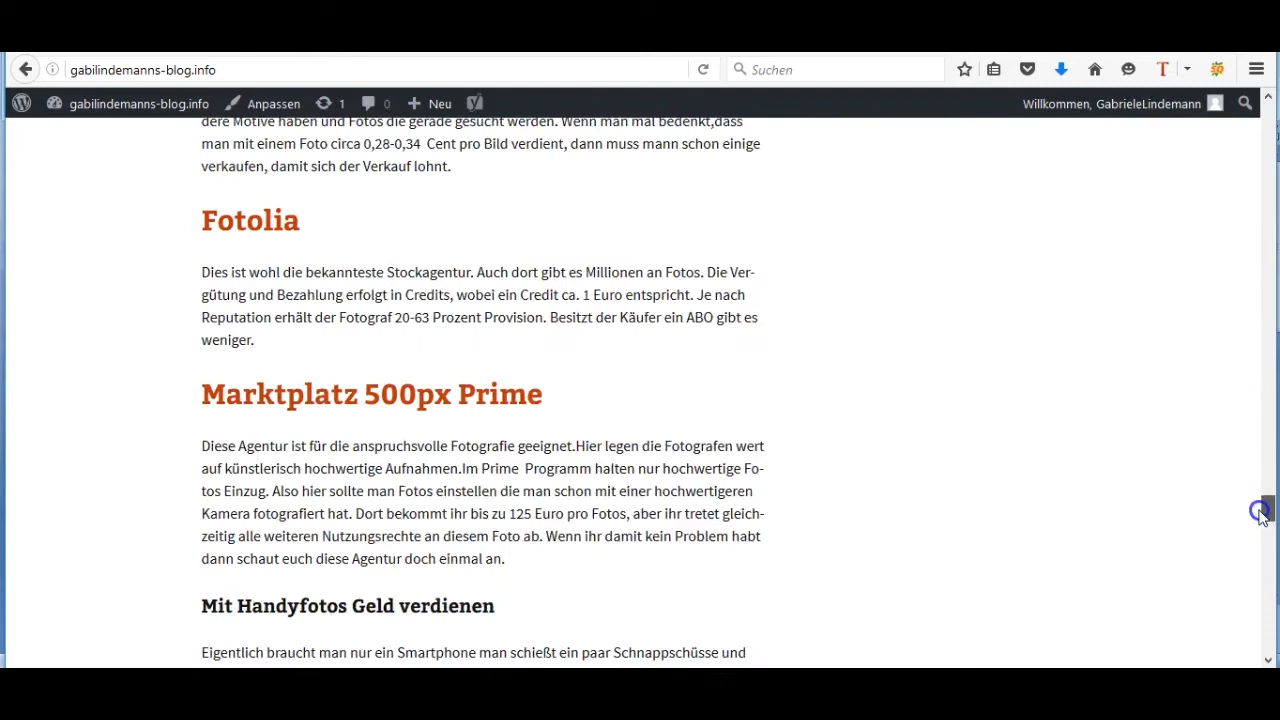 gabilindemanns-blog.info
Suchen
gabilindemanns-blog.info Anpassen 1 0 + Neu Willkommen, GabrieleLindemann
dere Motive haben und Fotos die gerade gesucht werden. Wenn man mal bedenkt,dass
man mit einem Foto circa 0,28-0,34 Cent pro Bild verdient, dann muss mann schon einige
verkaufen, damit sich der Verkauf lohnt.
Fotolia
Dies ist wohl die bekannteste Stockagentur. Auch dort gibt es Millionen an Fotos. Die Ver-
gütung und Bezahlung erfolgt in Credits, wobei ein Credit ca. 1 Euro entspricht. Je nach
Reputation erhält der Fotograf 20-63 Prozent Provision. Besitzt der Käufer ein ABO gibt es
weniger.
Marktplatz 500px Prime
Diese Agentur ist für die anspruchsvolle Fotografie geeignet.Hier legen die Fotografen wert
auf künstlerisch hochwertige Aufnahmen.Im Prime Programm halten nur hochwertige Fo-
tos Einzug. Also hier sollte man Fotos einstellen die man schon mit einer hochwertigeren
Kamera fotografiert hat. Dort bekommt ihr bis zu 125 Euro pro Fotos, aber ihr tretet gleich-
zeitig alle weiteren Nutzungsrechte an diesem Foto ab. Wenn ihr damit kein Problem habt
dann schaut euch diese Agentur doch einmal an.
Mit Handyfotos Geld verdienen
Eigentlich braucht man nur ein Smartphone man schießt ein paar Schnappschüsse und